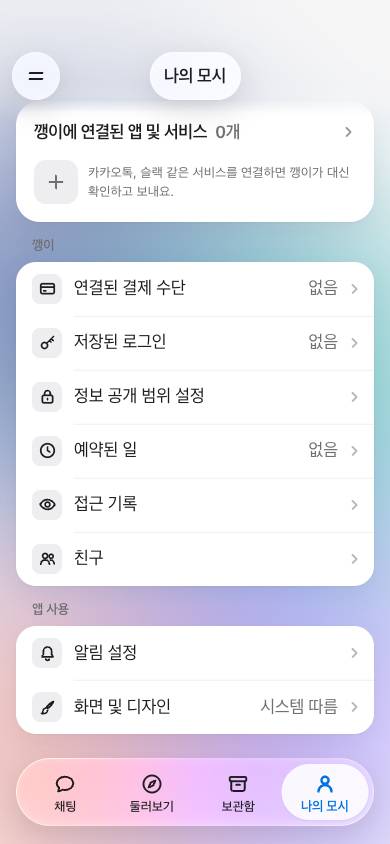 나의 모시
깽이에 연결된 앱 및 서비스 0개
카카오톡, 슬랙 같은 서비스를 연결하면 깽이가 대신
확인하고 보내요.
깽이
연결된 결제 수단 없음
저장된 로그인 없음
정보 공개 범위 설정
예약된 일 없음
접근 기록
친구
앱 사용
알림 설정
화면 및 디자인 시스템 따름
채팅 둘러보기 보관함 나의 모시